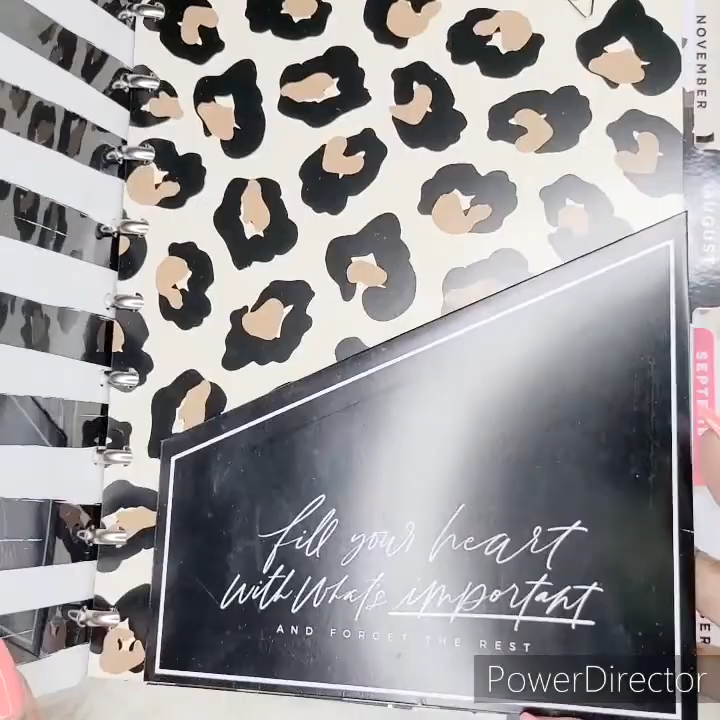 NOVEMBER
AUGUST
fill your heart
with what's important
AND FORGET THE REST
PowerDirector